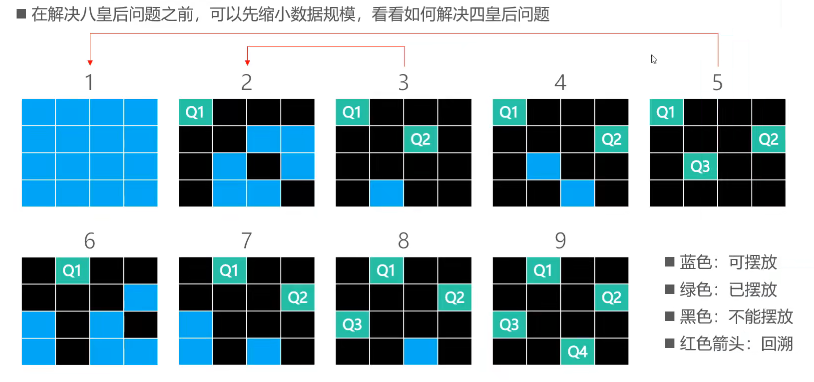 ■ 在解决八皇后问题之前，可以先缩小数据规模，看看如何解决四皇后问题
1 2 3 4 5
Q1 Q1 Q1 Q1
Q2 Q2 Q2
Q3
6 7 8 9
Q1 Q1 Q1 Q1
Q2 Q2 Q2
Q3 Q3
Q4
■ 蓝色：可摆放
■ 绿色：已摆放
■ 黑色：不能摆放
■ 红色箭头：回溯